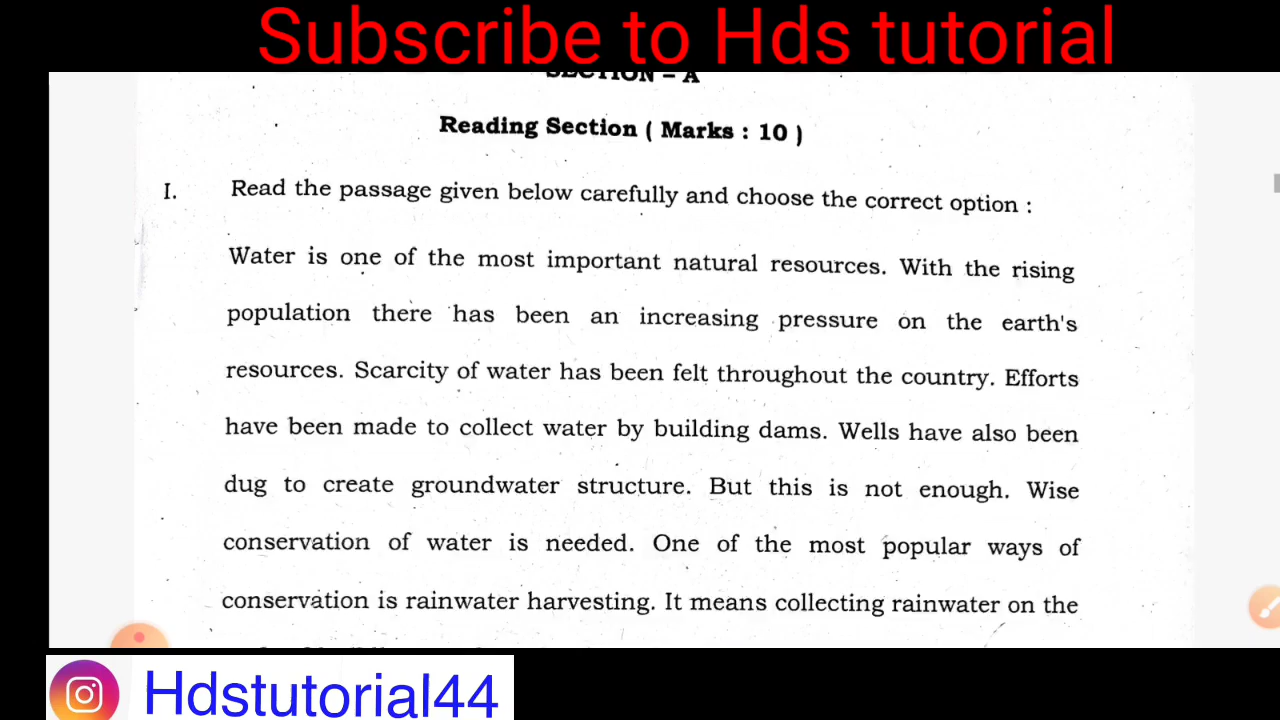 Subscribe to Hds tutorial
SECTION – A
Reading Section ( Marks : 10 )
I. Read the passage given below carefully and choose the correct option :
Water is one of the most important natural resources. With the rising
population there has been an increasing pressure on the earth's
resources. Scarcity of water has been felt throughout the country. Efforts
have been made to collect water by building dams. Wells have also been
dug to create groundwater structure. But this is not enough. Wise
conservation of water is needed. One of the most popular ways of
conservation is rainwater harvesting. It means collecting rainwater on the
Hdstutorial44